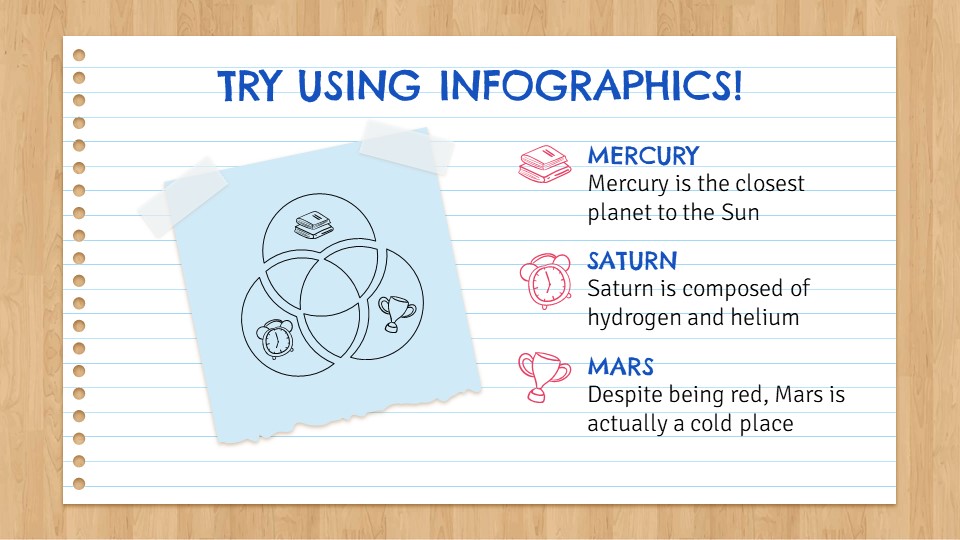 TRY USING INFOGRAPHICS!
MERCURY
Mercury is the closest
planet to the Sun
SATURN
Saturn is composed of
hydrogen and helium
MARS
Despite being red, Mars is
actually a cold place